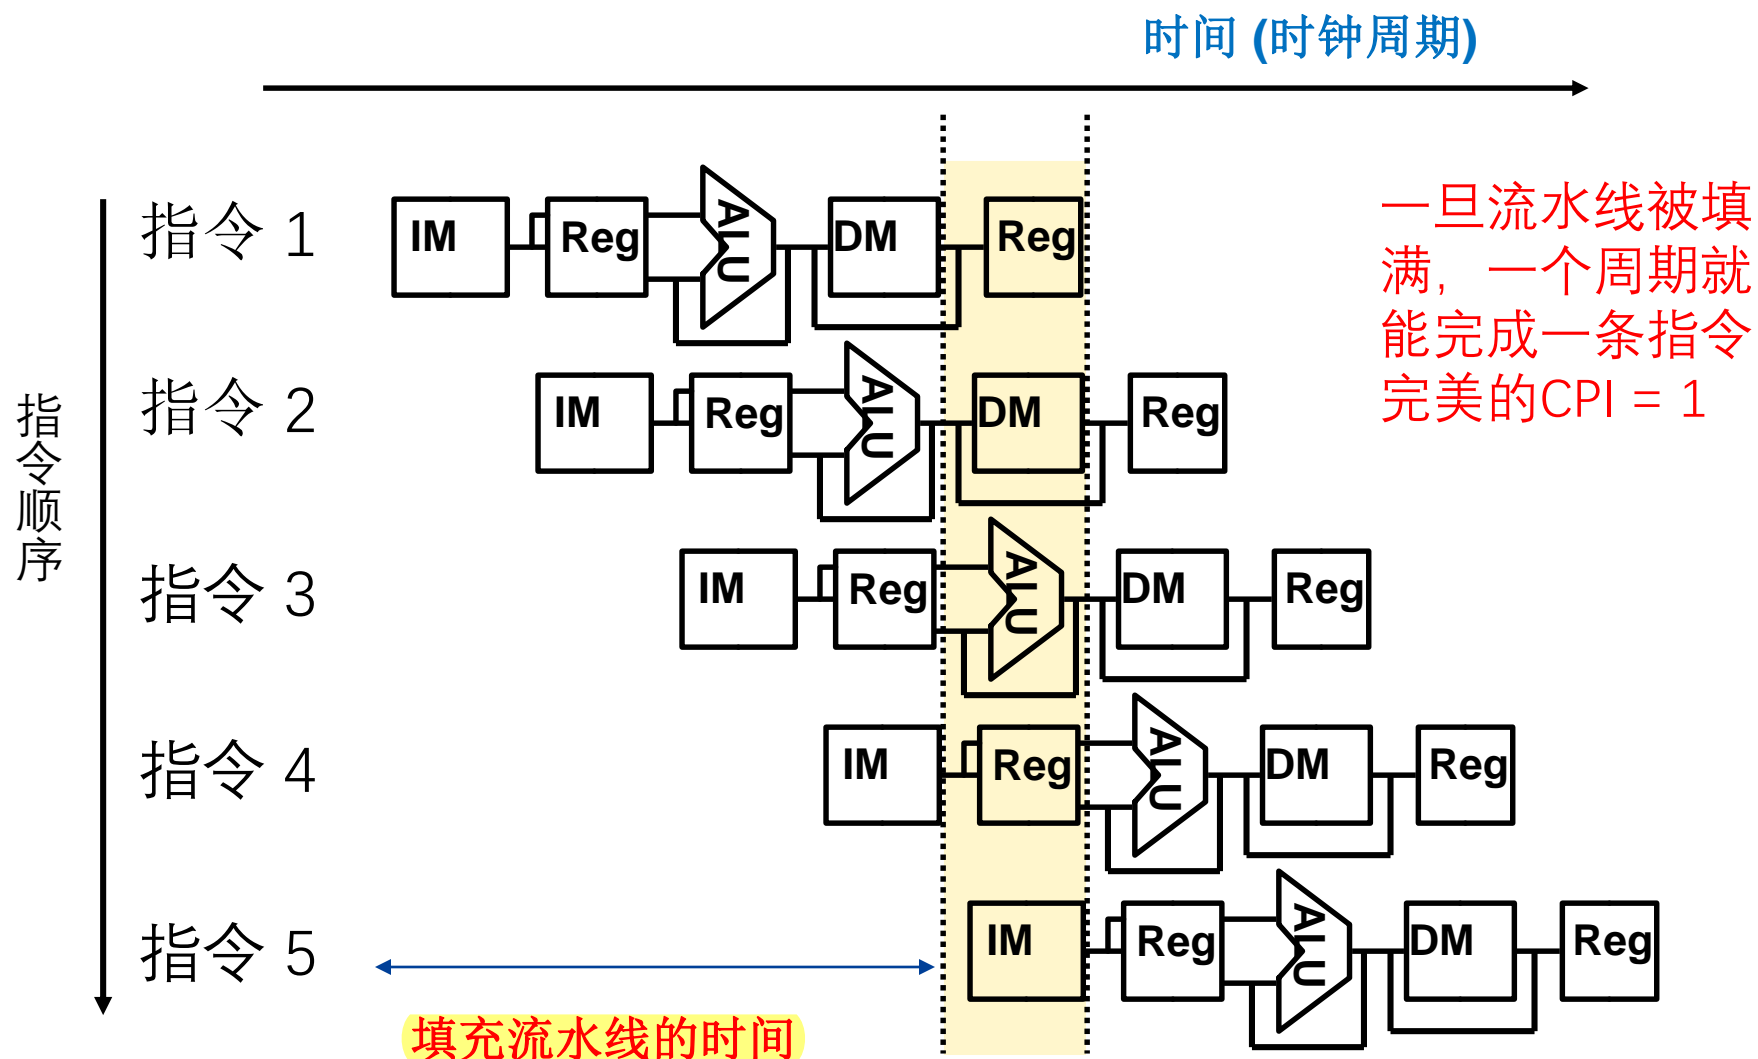 时间 (时钟周期)
指令 1
IM
Reg
ALU
DM
Reg
一旦流水线被填
满，一个周期就
能完成一条指令
完美的CPI = 1
指令 2
IM
Reg
ALU
DM
Reg
指令顺序
指令 3
IM
Reg
ALU
DM
Reg
指令 4
IM
Reg
ALU
DM
Reg
指令 5
IM
Reg
ALU
DM
Reg
填充流水线的时间